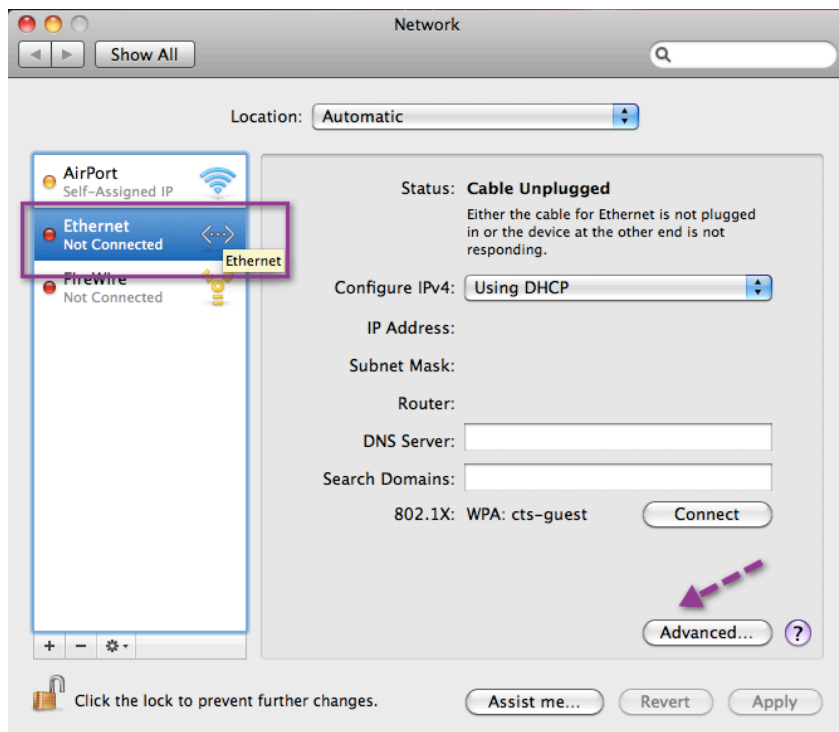 Network
Show All
Location: Automatic
AirPort
Self-Assigned IP
Ethernet
Not Connected
Ethernet
FireWire
Not Connected
Status: Cable Unplugged
Either the cable for Ethernet is not plugged
in or the device at the other end is not
responding.
Configure IPv4: Using DHCP
IP Address:
Subnet Mask:
Router:
DNS Server:
Search Domains:
802.1X: WPA: cts-guest Connect
Advanced... ?
+ −
Click the lock to prevent further changes.
Assist me... Revert Apply